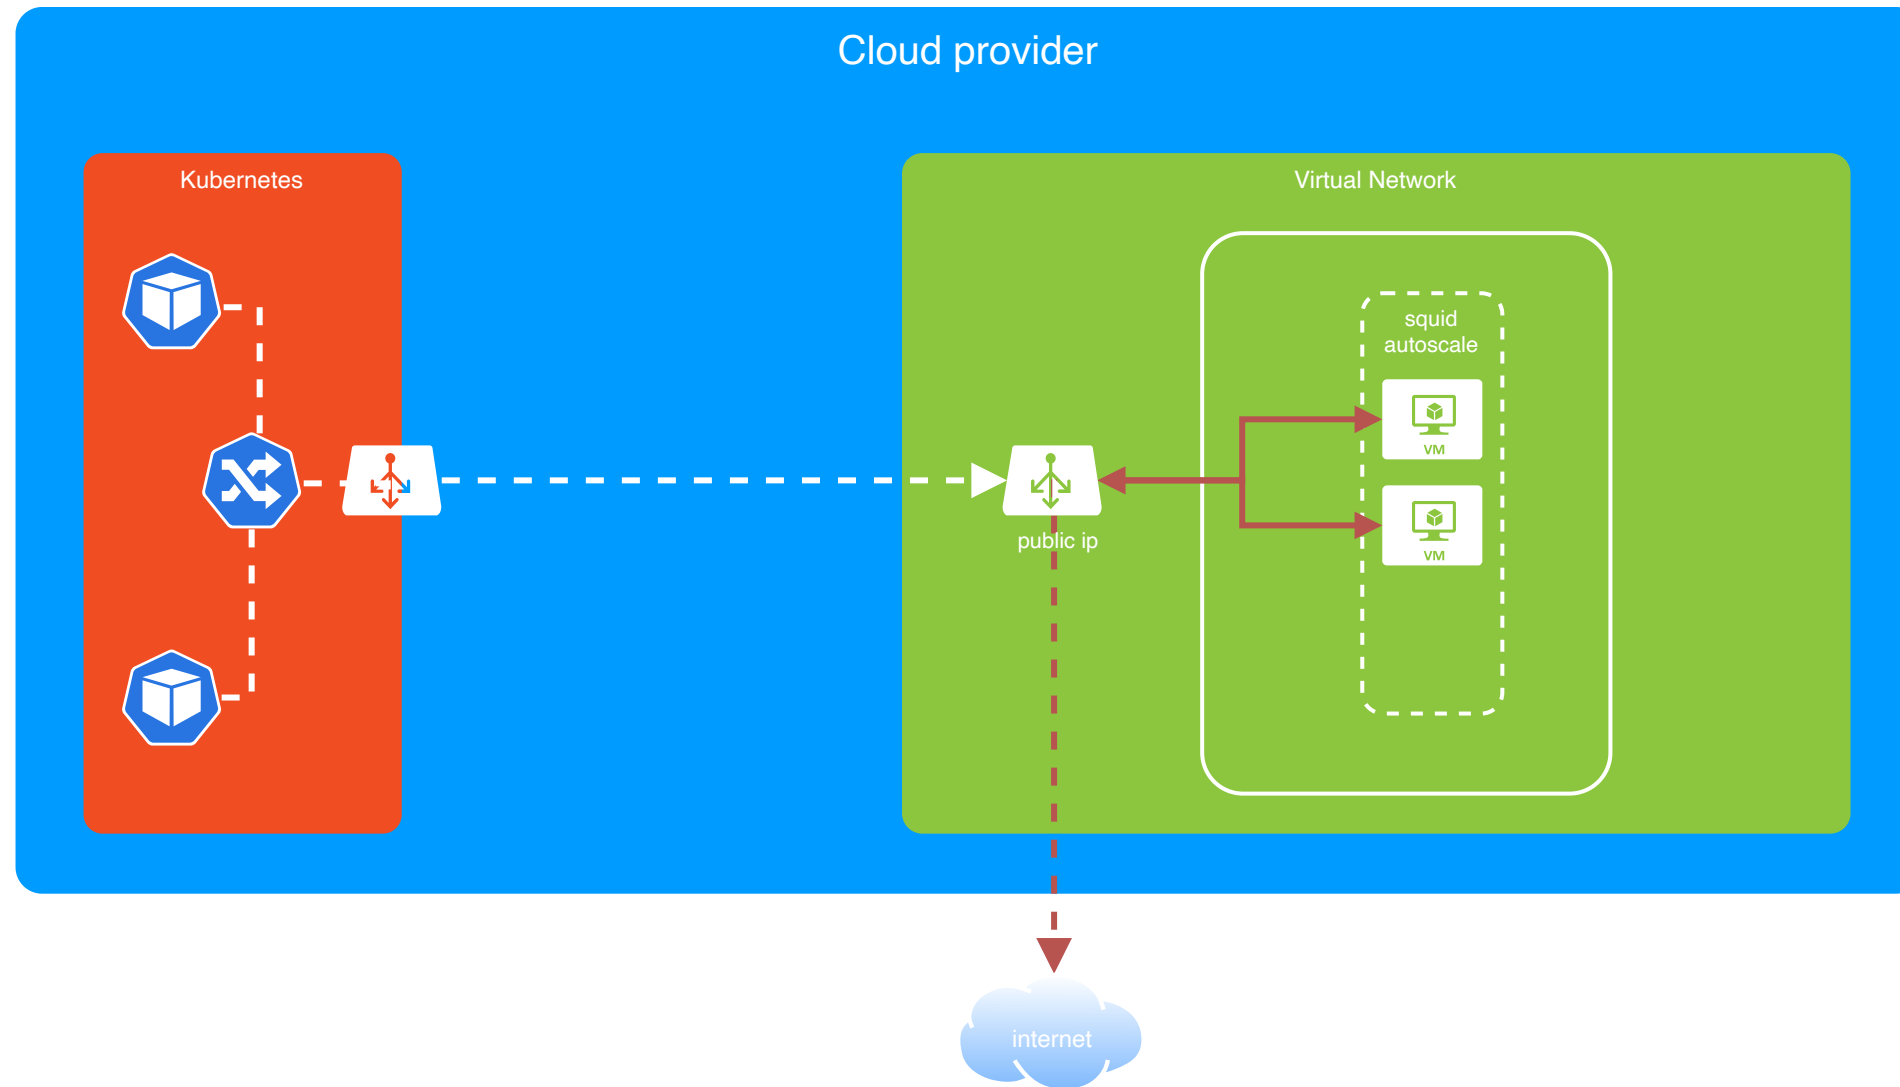 Cloud provider
Kubernetes
Virtual Network
squid
autoscale
VM
VM
public ip
internet